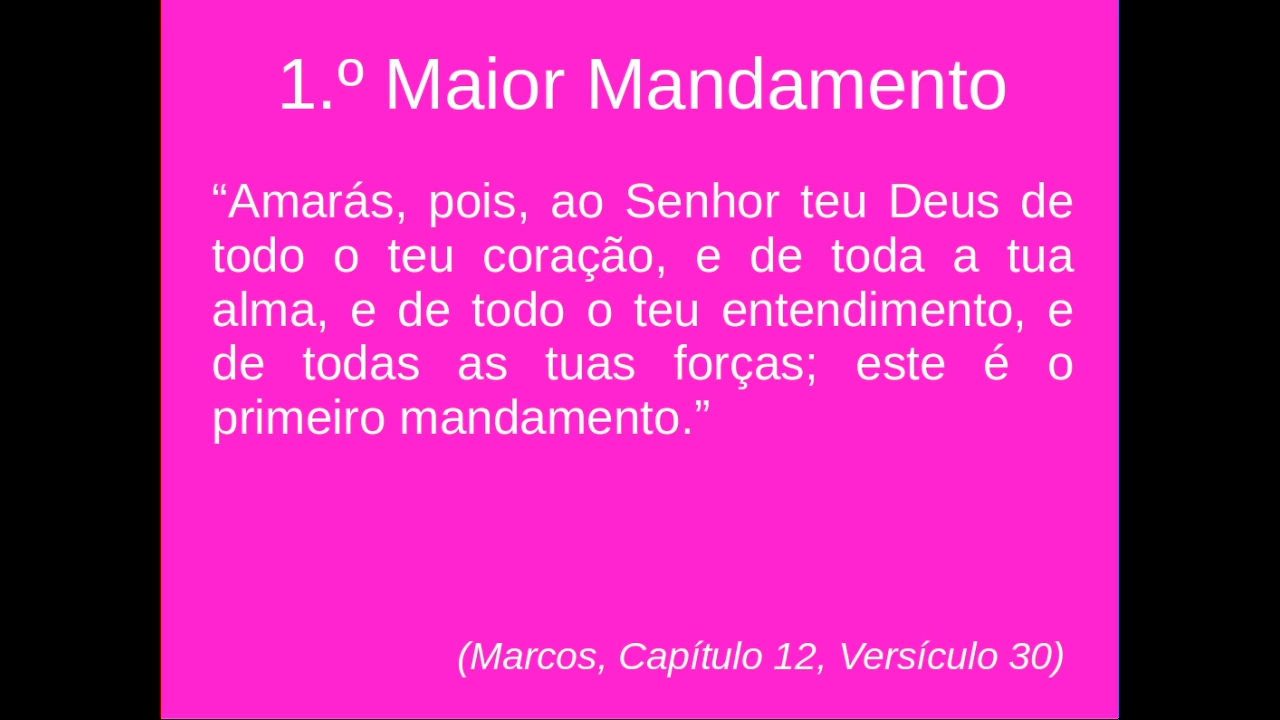 1.º Maior Mandamento
“Amarás, pois, ao Senhor teu Deus de
todo o teu coração, e de toda a tua
alma, e de todo o teu entendimento, e
de todas as tuas forças; este é o
primeiro mandamento.”
(Marcos, Capítulo 12, Versículo 30)